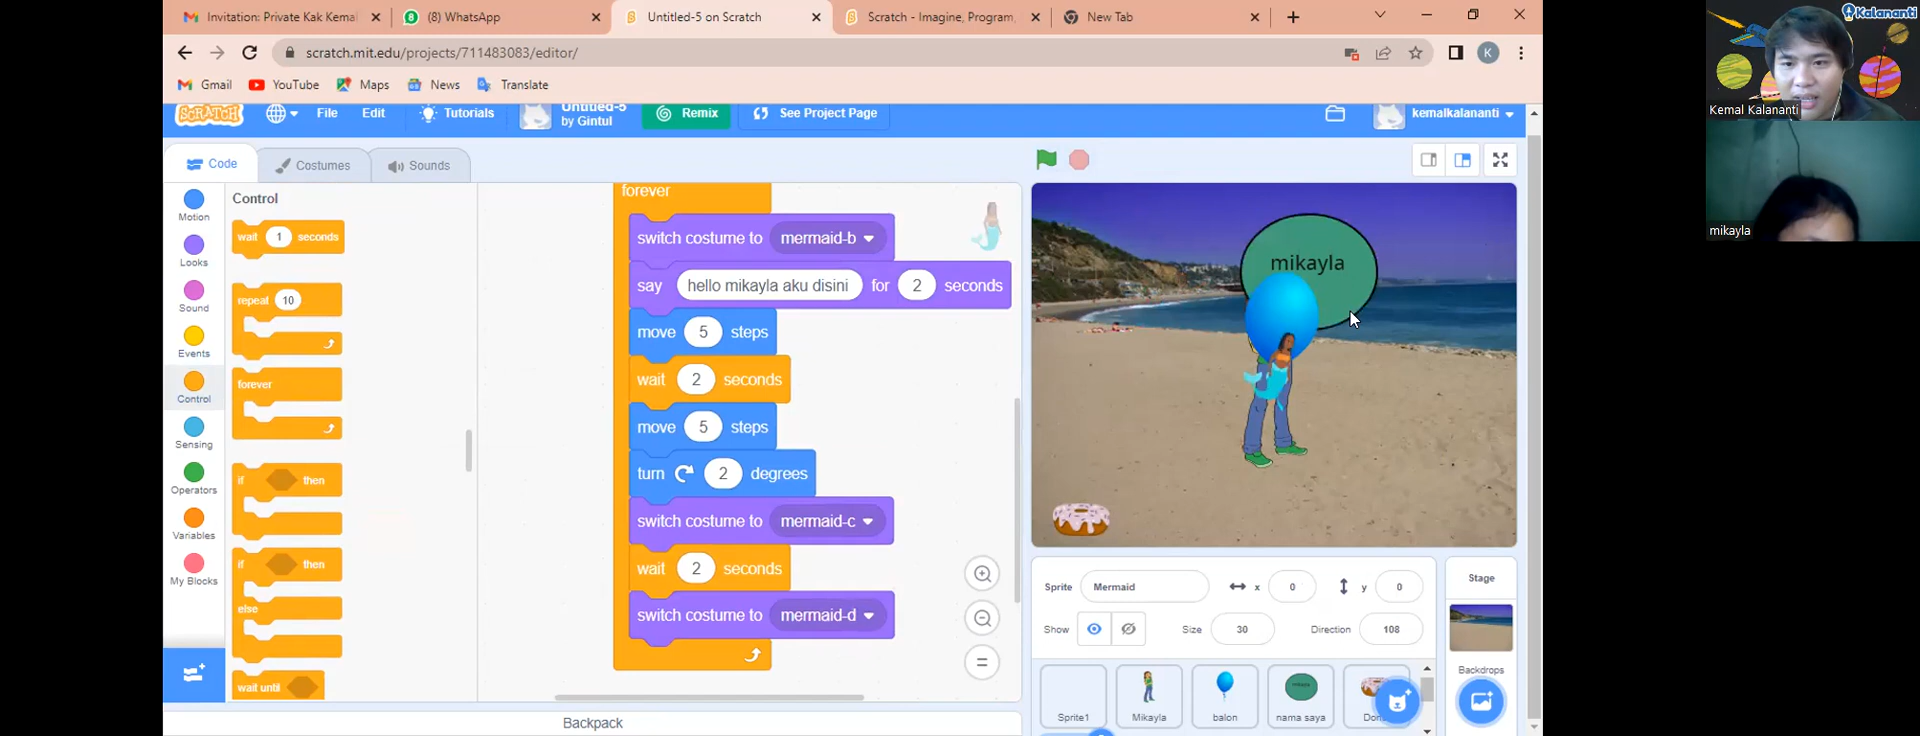 Invitation: Private Kak Kemal
(8) WhatsApp
Untitled-5 on Scratch
Scratch - Imagine, Program,
New Tab
scratch.mit.edu/projects/711483083/editor/
K
Gmail
YouTube
Maps
News
Translate
SCRATCH
File
Edit
Tutorials
Untitled-5
by Gintul
Remix
See Project Page
kemalkalananti
Code
Costumes
Sounds
Motion
Looks
Sound
Events
Control
Sensing
Operators
Variables
My Blocks
Control
wait 1 seconds
repeat 10
forever
if then
if then
else
wait until
forever
switch costume to mermaid-b
say hello mikayla aku disini for 2 seconds
move 5 steps
wait 2 seconds
move 5 steps
turn 2 degrees
switch costume to mermaid-c
wait 2 seconds
switch costume to mermaid-d
Backpack
mikayla
Sprite Mermaid x 0 y 0
Show Size 30 Direction 108
Sprite1
Mikayla
balon
nama saya
Stage
Backdrops
Kalananti
Kemal Kalananti
mikayla